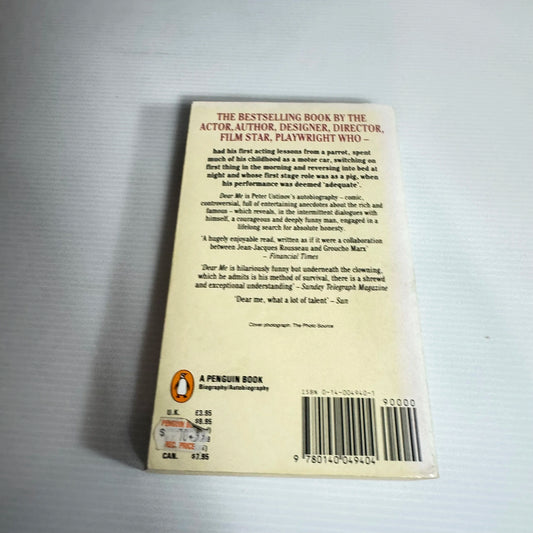 THE BESTSELLING BOOK BY THE
ACTOR, AUTHOR, DESIGNER, DIRECTOR,
FILM STAR, PLAYWRIGHT WHO –
had his first acting lessons from a parrot, spent
much of his childhood as a motor car, switching on
first thing in the morning and reversing into bed at
night and whose first stage role was as a pig, when
his performance was deemed 'adequate'.
Dear Me is Peter Ustinov's autobiography – comic,
controversial, full of entertaining anecdotes about the rich and
famous – which reveals, in the intermittent dialogues with
himself, a courageous and deeply funny man, engaged in a
lifelong search for absolute honesty.
'A hugely enjoyable read, written as if it were a collaboration
between Jean-Jacques Rousseau and Groucho Marx'
– Financial Times
'Dear Me is hilariously funny but underneath the clowning,
which he admits is his method of survival, there is a shrewd
and exceptional understanding' – Sunday Telegraph Magazine
'Dear me, what a lot of talent' – Sun
Cover photograph: The Photo Source
A PENGUIN BOOK
Biography/Autobiography
U.K. £3.95
PENGUIN
$
REC. PRICE
CAN. $7.95
ISBN 0-14-004940-1
90000
9 780140 049404